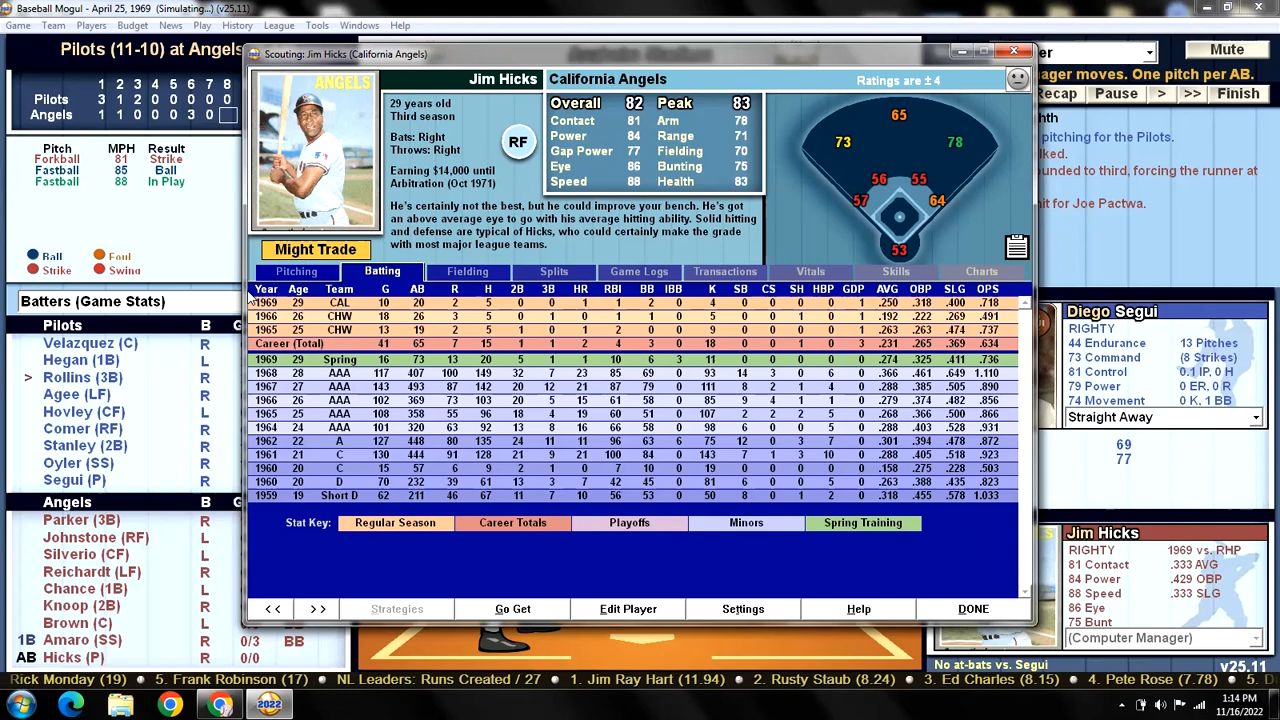 Baseball Mogul - April 25, 1969 (Simulating...) (v25.11)
Game Team Players Budget News Play History League Tools Windows Help
Pilots (11-10) at Angels
1 2 3 4 5 6 7 8
Pilots 3 1 2 0 0 0 0 0
Angels 1 1 0 0 0 3 0
Pitch MPH Result
Forkball 81 Strike
Fastball 85 Ball
Fastball 88 In Play
Ball Foul
Strike Swing
Batters (Game Stats)
Pilots B
Velazquez (C) R
Hegan (1B) L
> Rollins (3B) R
Agee (LF) R
Hovley (CF) L
Comer (RF) R
Stanley (2B) R
Oyler (SS) R
Segui (P) R
Angels B
Parker (3B) R
Johnstone (RF) L
Silverio (CF) L
Reichardt (LF) R
Chance (1B) L
Knoop (2B) R
Brown (C) L
1B Amaro (SS) R 0/3 BB
AB Hicks (P) R 0/0
Scouting: Jim Hicks (California Angels)
ANGELS
Jim Hicks
29 years old
Third season
Bats: Right
Throws: Right
Earning $14,000 until
Arbitration (Oct 1971)
RF
California Angels
Ratings are ± 4
Overall 82 Peak 83
Contact 81 Arm 78
Power 84 Range 71
Gap Power 77 Fielding 70
Eye 86 Bunting 75
Speed 88 Health 83
65
73 78
56 55
57 64
53
He's certainly not the best, but he could improve your bench. He's got
an above average eye to go with his average hitting ability. Solid hitting
and defense are typical of Hicks, who could certainly make the grade
with most major league teams.
Might Trade
Pitching Batting Fielding Splits Game Logs Transactions Vitals Skills Charts
Year Age Team G AB R H 2B 3B HR RBI BB IBB K SB CS SH HBP GDP AVG OBP SLG OPS
1969 29 CAL 10 20 2 5 0 0 1 1 2 0 4 0 0 0 0 1 .250 .318 .400 .718
1966 26 CHW 18 26 3 5 0 1 0 1 1 0 5 0 0 0 0 1 .192 .222 .269 .491
1965 25 CHW 13 19 2 5 1 0 1 2 0 0 9 0 0 0 0 1 .263 .263 .474 .737
Career (Total) 41 65 7 15 1 1 2 4 3 0 18 0 0 0 0 3 .231 .265 .369 .634
1969 29 Spring 16 73 13 20 5 1 1 10 6 3 11 0 0 0 0 0 .274 .325 .411 .736
1968 28 AAA 117 407 100 149 32 7 23 85 69 0 93 14 3 0 6 0 .366 .461 .649 1.110
1967 27 AAA 143 493 87 142 20 12 21 87 79 0 111 8 2 1 4 0 .288 .385 .505 .890
1966 26 AAA 102 369 73 103 20 5 15 61 58 0 85 9 4 1 2 0 .279 .374 .482 .856
1965 25 AAA 108 358 55 96 18 4 19 60 51 0 107 2 2 2 5 0 .268 .366 .500 .866
1964 24 AAA 101 320 63 92 13 8 16 66 58 0 98 6 0 0 5 0 .288 .403 .528 .931
1962 22 A 127 448 80 135 24 11 11 96 63 6 75 12 0 3 7 0 .301 .394 .478 .872
1961 21 C 130 444 91 128 21 9 21 100 84 0 143 7 1 3 10 0 .288 .405 .518 .923
1960 20 C 15 57 6 9 2 1 0 7 10 0 19 0 0 0 0 0 .158 .285 .228 .503
1960 20 D 70 232 39 61 13 3 7 42 45 0 81 6 0 0 5 0 .263 .388 .435 .823
1959 19 Short D 62 211 46 67 11 7 10 56 53 0 50 8 0 0 2 0 .318 .455 .578 1.033
Stat Key: Regular Season Career Totals Playoffs Minors Spring Training
<< >> Strategies Go Get Edit Player Settings Help DONE
Mute
nager moves. One pitch per AB.
Recap Pause > >> Finish
pitching for the Pilots.
ounded to third, forcing the runner at
hit for Joe Pactwa.
Diego Segui
RIGHTY
44 Endurance 13 Pitches
73 Command (8 Strikes)
81 Control 0.1 IP, 0 H
79 Power 0 ER, 0 R
74 Movement 0 K, 1 BB
Straight Away
69
77
Jim Hicks
RIGHTY 1969 vs. RHP
81 Contact .333 AVG
84 Power .429 OBP
88 Speed .333 SLG
86 Eye
75 Bunt
(Computer Manager)
No at-bats vs. Segui v25.11
Rick Monday (19) • 5. Frank Robinson (17) • NL Leaders: Runs Created / 27 • 1. Jim Ray Hart (11.94) • 2. Rusty Staub (8.24) • 3. Ed Charles (8.15) • 4. Pete Rose (7.78) • 5.
2022
1:14 PM
11/16/2022